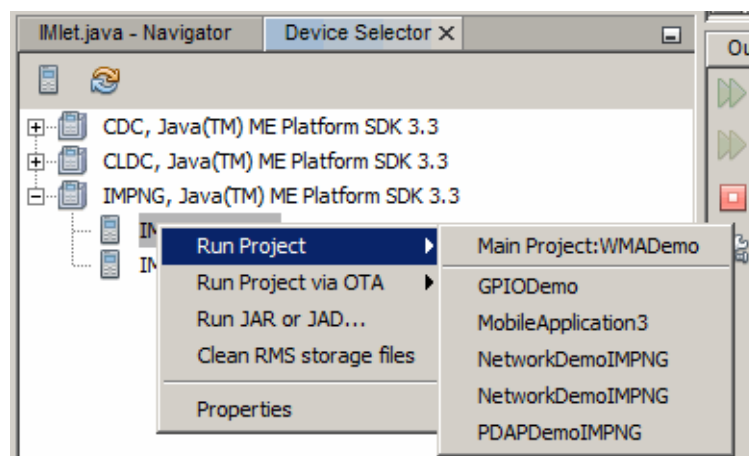 IMlet.java - Navigator
Device Selector
Ou
CDC, Java(TM) ME Platform SDK 3.3
CLDC, Java(TM) ME Platform SDK 3.3
IMPNG, Java(TM) ME Platform SDK 3.3
Run Project
Run Project via OTA
Run JAR or JAD...
Clean RMS storage files
Properties
Main Project:WMADemo
GPIODemo
MobileApplication3
NetworkDemoIMPNG
NetworkDemoIMPNG
PDAPDemoIMPNG